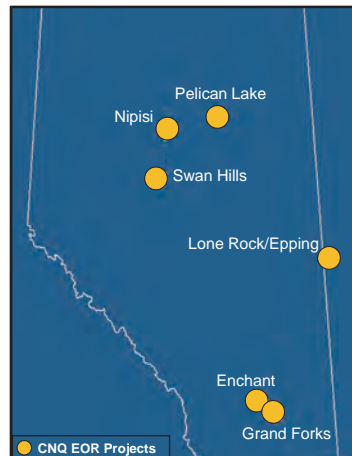 Pelican Lake
Nipisi
Swan Hills
Lone Rock/Epping
Enchant
Grand Forks
CNQ EOR Projects